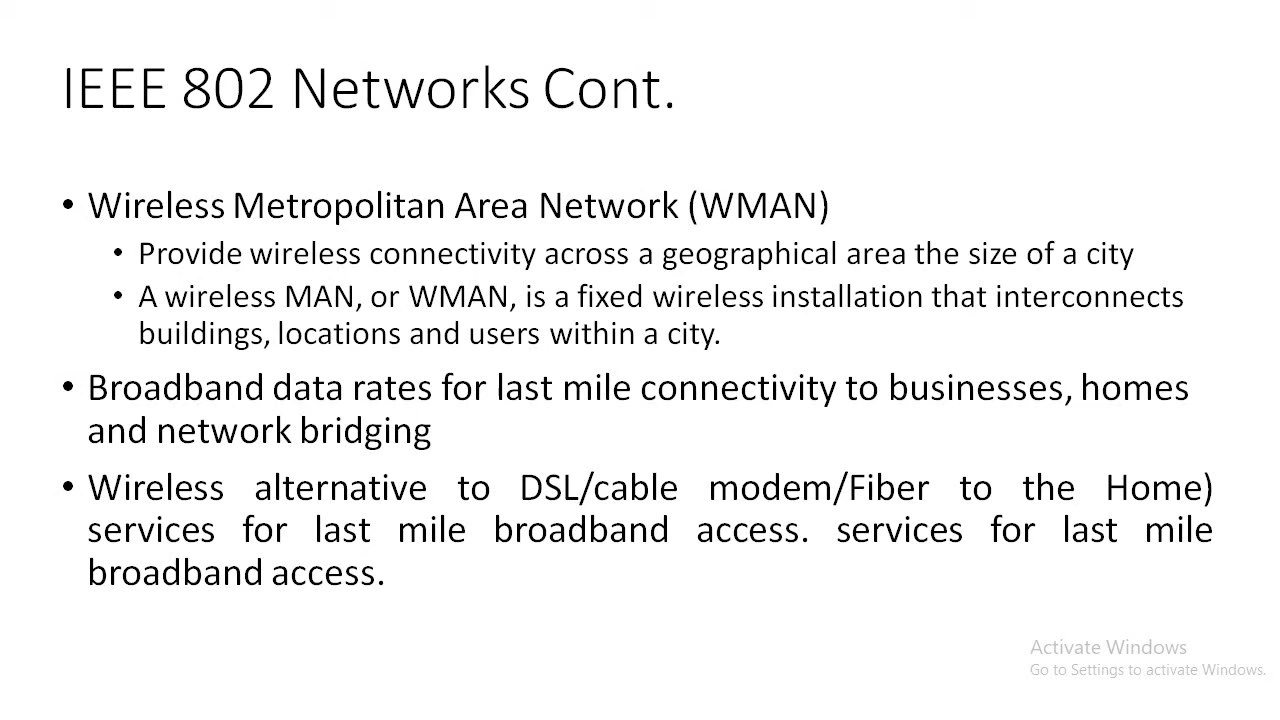 IEEE 802 Networks Cont.
• Wireless Metropolitan Area Network (WMAN)
• Provide wireless connectivity across a geographical area the size of a city
• A wireless MAN, or WMAN, is a fixed wireless installation that interconnects
buildings, locations and users within a city.
• Broadband data rates for last mile connectivity to businesses, homes
and network bridging
• Wireless alternative to DSL/cable modem/Fiber to the Home)
services for last mile broadband access. services for last mile
broadband access.
Activate Windows
Go to Settings to activate Windows.